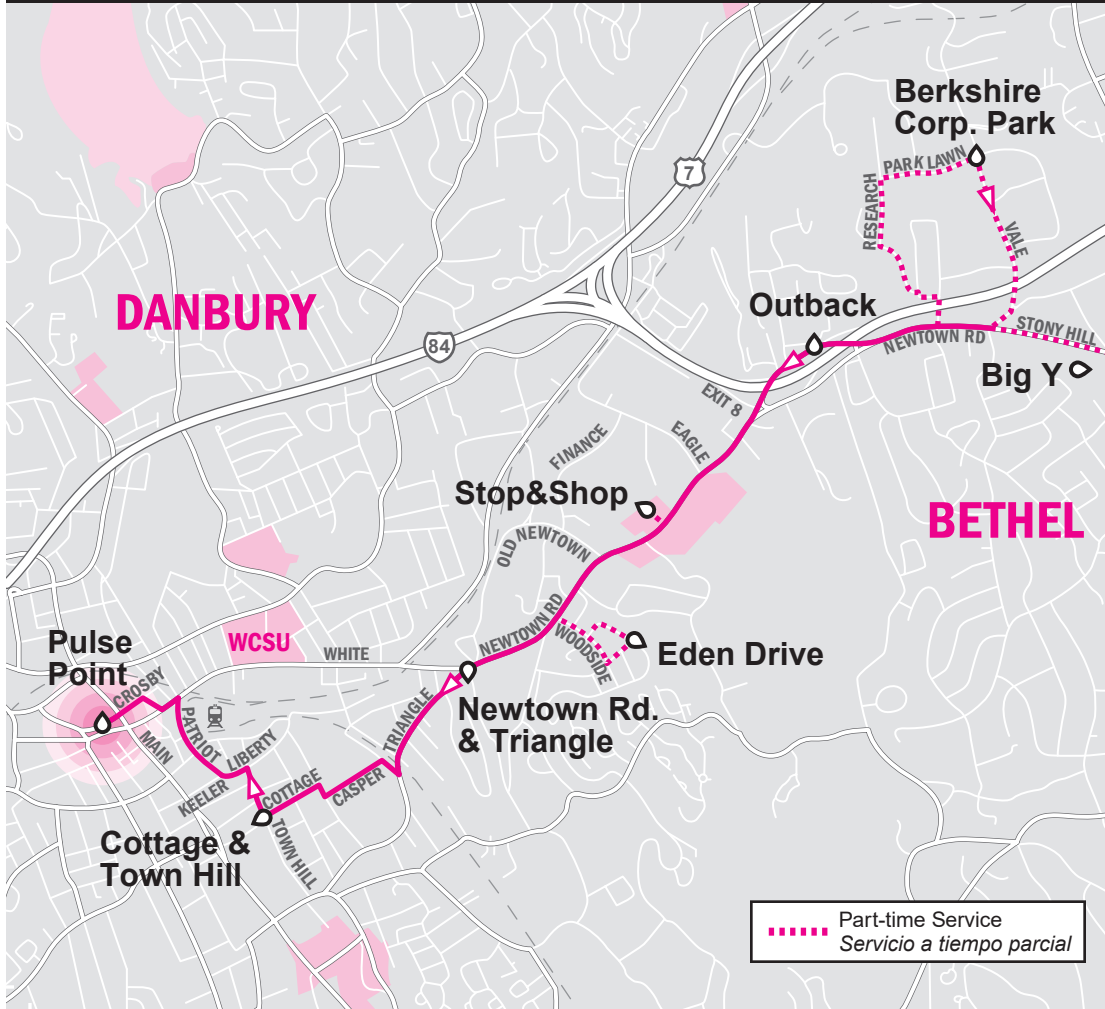 Berkshire
Corp. Park
PARK LAWN
7
RESEARCH
VALE
DANBURY
Outback
84
STONY HILL
NEWTOWN RD
Big Y
EXIT 8
EAGLE
FINANCE
Stop&Shop
BETHEL
OLD NEWTOWN
Pulse
Point
WCSU
WHITE
NEWTOWN RD
WOODSIDE
Eden Drive
CROSBY
Newtown Rd.
& Triangle
TRIANGLE
PATRIOT
MAIN
LIBERTY
KEELER
COTTAGE
CASPER
Cottage &
Town Hill
TOWN HILL
Part-time Service
Servicio a tiempo parcial